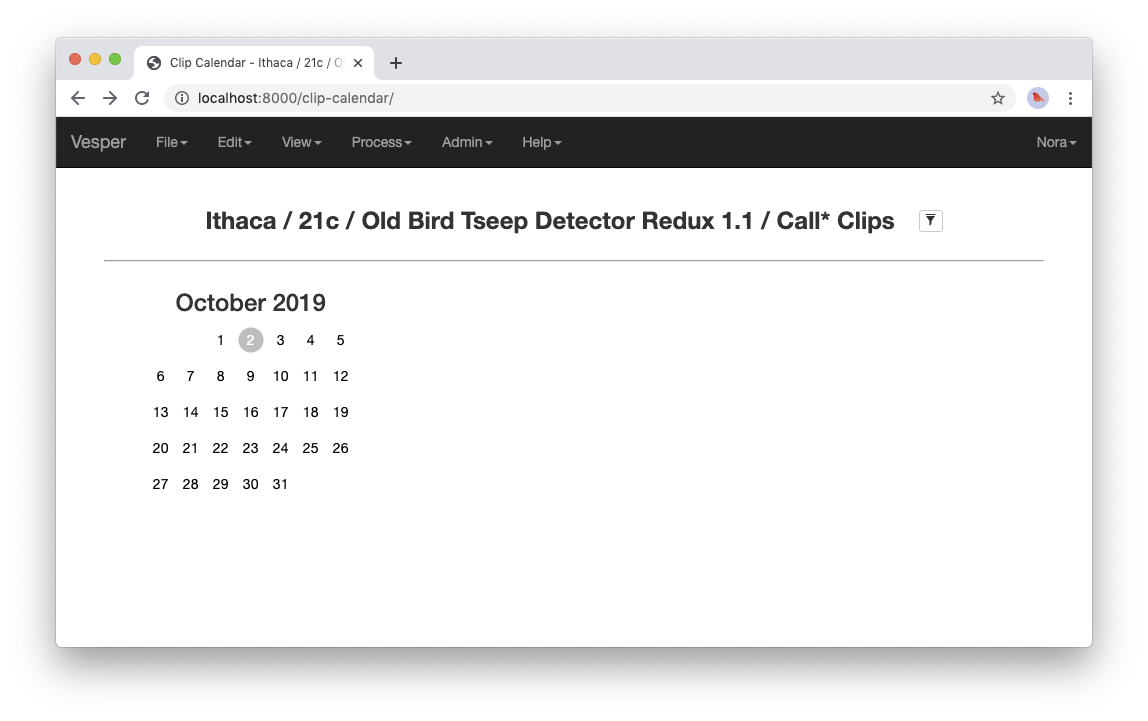 Clip Calendar - Ithaca / 21c / O
localhost:8000/clip-calendar/
Vesper File Edit View Process Admin Help Nora
Ithaca / 21c / Old Bird Tseep Detector Redux 1.1 / Call* Clips
October 2019
1 2 3 4 5
6 7 8 9 10 11 12
13 14 15 16 17 18 19
20 21 22 23 24 25 26
27 28 29 30 31